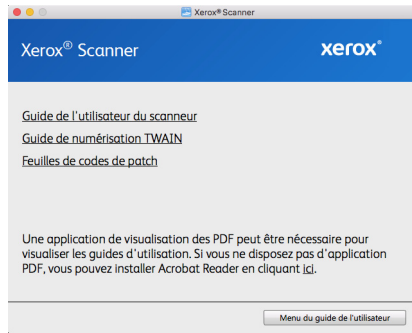 Xerox® Scanner
Xerox® Scanner
xerox®
Guide de l'utilisateur du scanneur
Guide de numérisation TWAIN
Feuilles de codes de patch
Une application de visualisation des PDF peut être nécessaire pour
visualiser les guides d'utilisation. Si vous ne disposez pas d'application
PDF, vous pouvez installer Acrobat Reader en cliquant ici.
Menu du guide de l'utilisateur